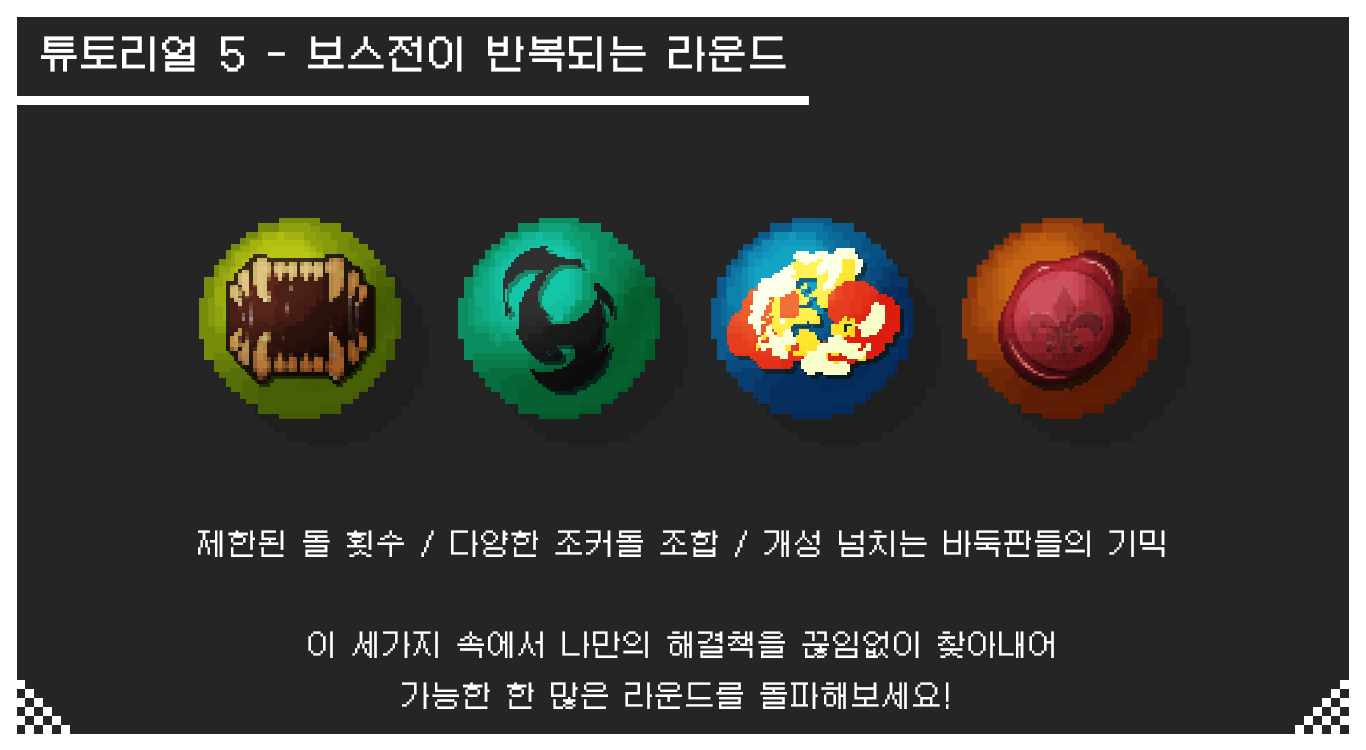 튜토리얼 5 - 보스전이 반복되는 라운드
제한된 돌 횟수 / 다양한 조커돌 조합 / 개성 넘치는 바둑판들의 기믹
이 세가지 속에서 나만의 해결책을 끊임없이 찾아내어
가능한 한 많은 라운드를 돌파해보세요!